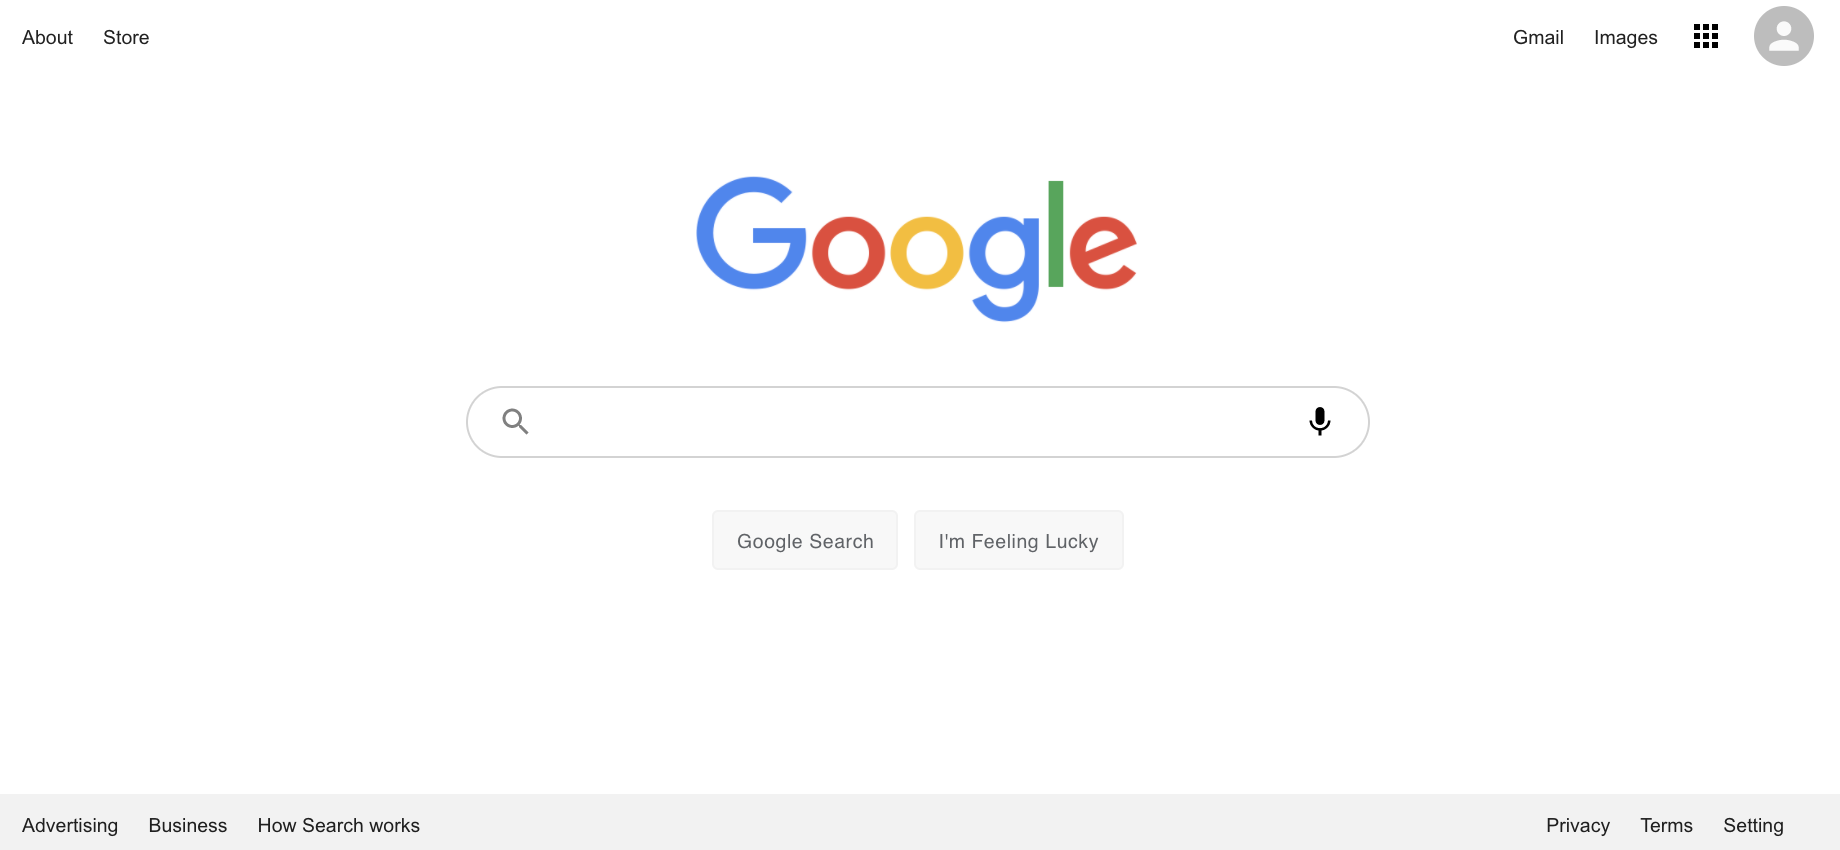 About Store Gmail Images
Google
Google Search I'm Feeling Lucky
Advertising Business How Search works Privacy Terms Setting